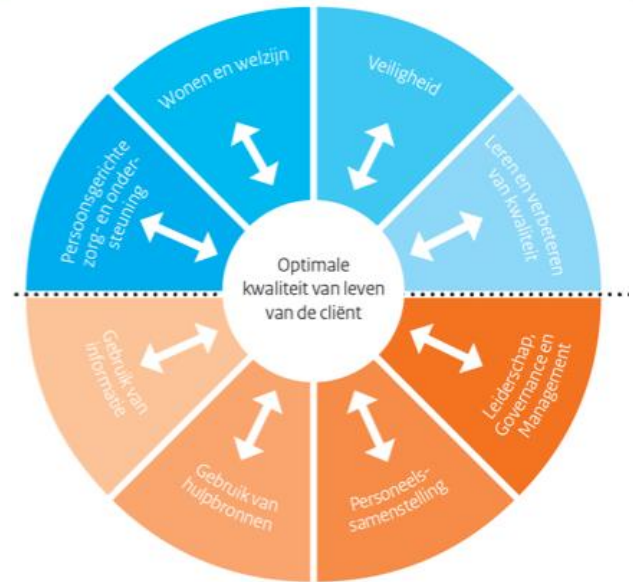 Wonen en welzijn
Veiligheid
Persoonsgerichte
zorg- en onder-
steuning
Leren en verbeteren
van kwaliteit
Optimale
kwaliteit van leven
van de cliënt
Gebruik van
informatie
Leiderschap,
Governance en
Management
Gebruik van
hulpbronnen
Personeels-
samenstelling